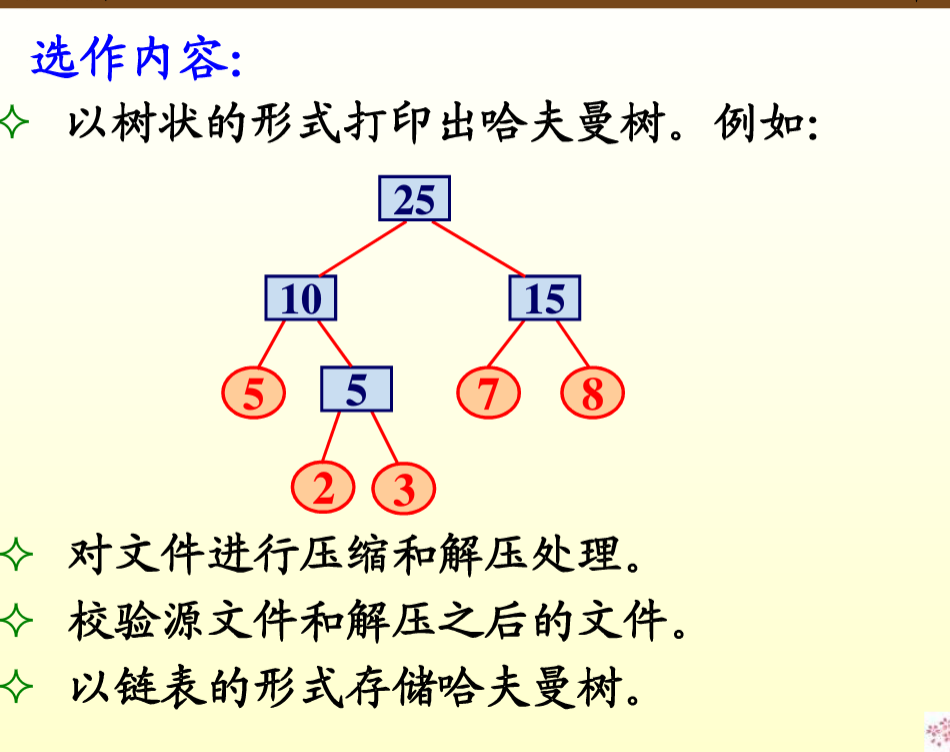 选作内容:
以树状的形式打印出哈夫曼树。例如:
25
10 15
5 5 7 8
2 3
对文件进行压缩和解压处理。
校验源文件和解压之后的文件。
以链表的形式存储哈夫曼树。